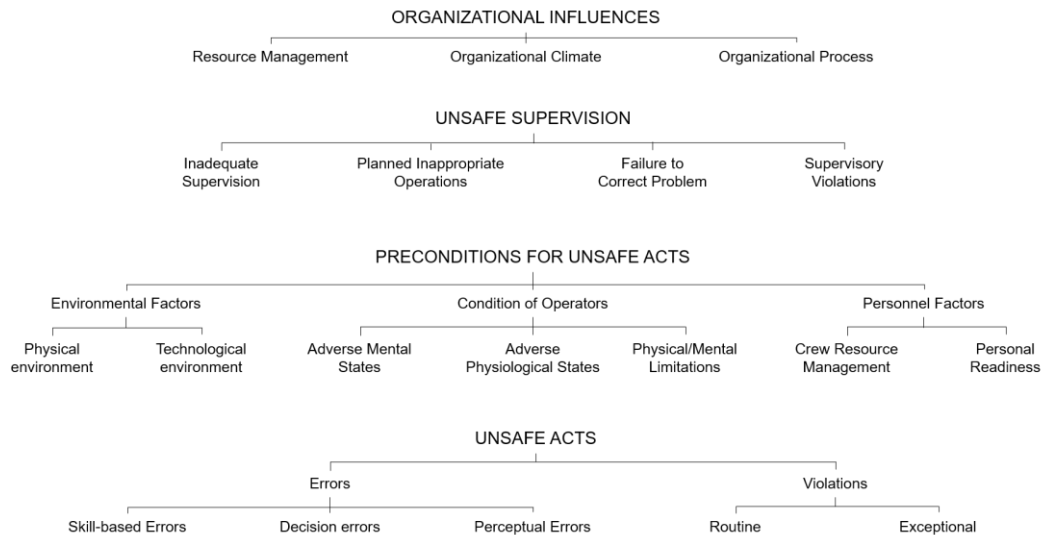 ORGANIZATIONAL INFLUENCES
Resource Management
Organizational Climate
Organizational Process
UNSAFE SUPERVISION
Inadequate
Supervision
Planned Inappropriate
Operations
Failure to
Correct Problem
Supervisory
Violations
PRECONDITIONS FOR UNSAFE ACTS
Environmental Factors
Condition of Operators
Personnel Factors
Physical
environment
Technological
environment
Adverse Mental
States
Adverse
Physiological States
Physical/Mental
Limitations
Crew Resource
Management
Personal
Readiness
UNSAFE ACTS
Errors
Violations
Skill-based Errors
Decision errors
Perceptual Errors
Routine
Exceptional